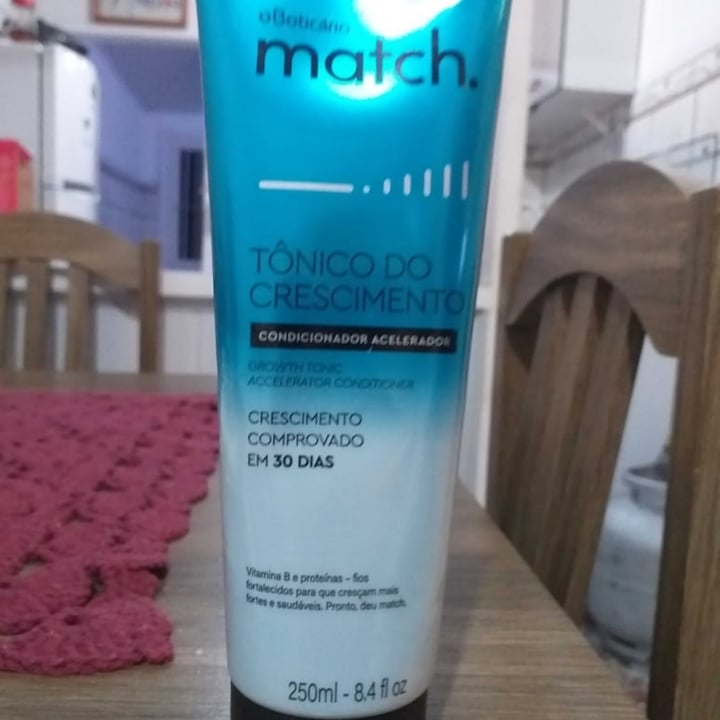 oBoticário
match.
TÔNICO DO
CRESCIMENTO
CONDICIONADOR ACELERADOR
GROWTH TONIC
ACCELERATOR CONDITIONER
CRESCIMENTO
COMPROVADO
EM 30 DIAS
Vitamina B e proteínas – fios
fortalecidos para que cresçam mais
fortes e saudáveis. Pronto, deu match.
250ml - 8,4 fl oz